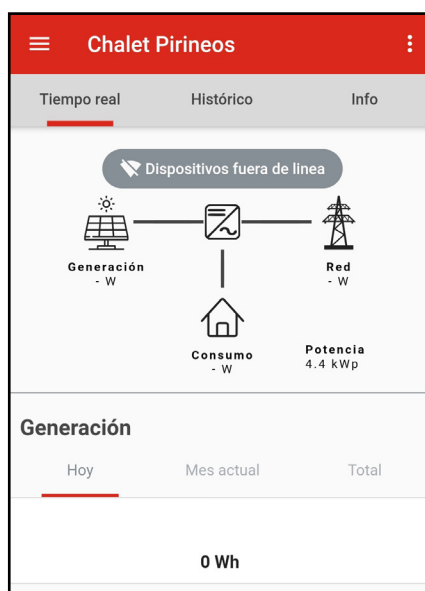 Chalet Pirineos
Tiempo real Histórico Info
Dispositivos fuera de linea
Generación
- W
Red
- W
Consumo
- W
Potencia
4.4 kWp
Generación
Hoy Mes actual Total
0 Wh